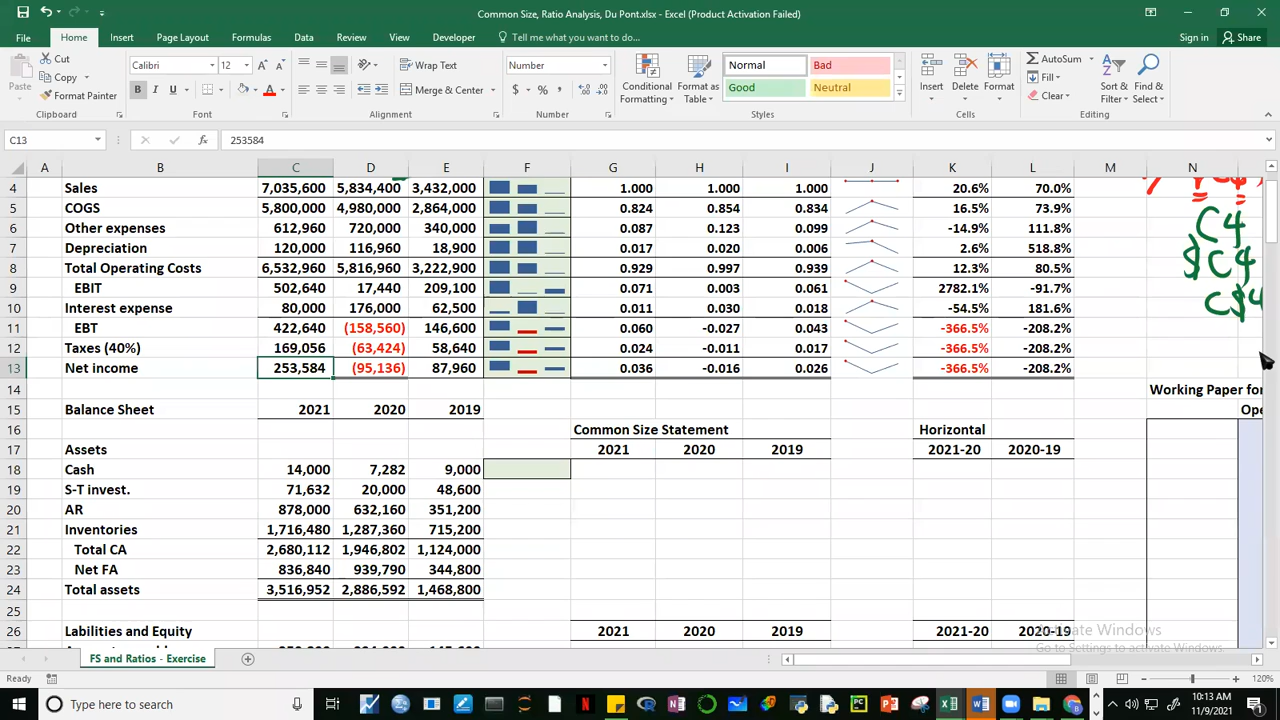 Common Size, Ratio Analysis, Du Pont.xlsx - Excel (Product Activation Failed)
File Home Insert Page Layout Formulas Data Review View Developer Tell me what you want to do... Sign in Share
Cut Copy Format Painter Paste Clipboard
Calibri 12 B I U Font
Wrap Text Merge & Center Alignment
Number $ % , Number
Conditional Formatting Format as Table Normal Bad Good Neutral Styles
Insert Delete Format Cells
AutoSum Fill Clear Sort & Filter Find & Select Editing
C13 fx 253584
A B C D E F G H I J K L M N
4 Sales 7,035,600 5,834,400 3,432,000 1.000 1.000 1.000 20.6% 70.0%
5 COGS 5,800,000 4,980,000 2,864,000 0.824 0.854 0.834 16.5% 73.9% C4
6 Other expenses 612,960 720,000 340,000 0.087 0.123 0.099 -14.9% 111.8%
7 Depreciation 120,000 116,960 18,900 0.017 0.020 0.006 2.6% 518.8% $C4
8 Total Operating Costs 6,532,960 5,816,960 3,222,900 0.929 0.997 0.939 12.3% 80.5%
9 EBIT 502,640 17,440 209,100 0.071 0.003 0.061 2782.1% -91.7% C$4
10 Interest expense 80,000 176,000 62,500 0.011 0.030 0.018 -54.5% 181.6%
11 EBT 422,640 (158,560) 146,600 0.060 -0.027 0.043 -366.5% -208.2%
12 Taxes (40%) 169,056 (63,424) 58,640 0.024 -0.011 0.017 -366.5% -208.2%
13 Net income 253,584 (95,136) 87,960 0.036 -0.016 0.026 -366.5% -208.2%
14 Working Paper for
15 Balance Sheet 2021 2020 2019 Ope
16 Common Size Statement Horizontal
17 Assets 2021 2020 2019 2021-20 2020-19
18 Cash 14,000 7,282 9,000
19 S-T invest. 71,632 20,000 48,600
20 AR 878,000 632,160 351,200
21 Inventories 1,716,480 1,287,360 715,200
22 Total CA 2,680,112 1,946,802 1,124,000
23 Net FA 836,840 939,790 344,800
24 Total assets 3,516,952 2,886,592 1,468,800
25
26 Labilities and Equity 2021 2020 2019 2021-20 2020-19
Activate Windows
Go to Settings to activate Windows.
FS and Ratios - Exercise
Ready 120%
Type here to search 10:13 AM
11/9/2021